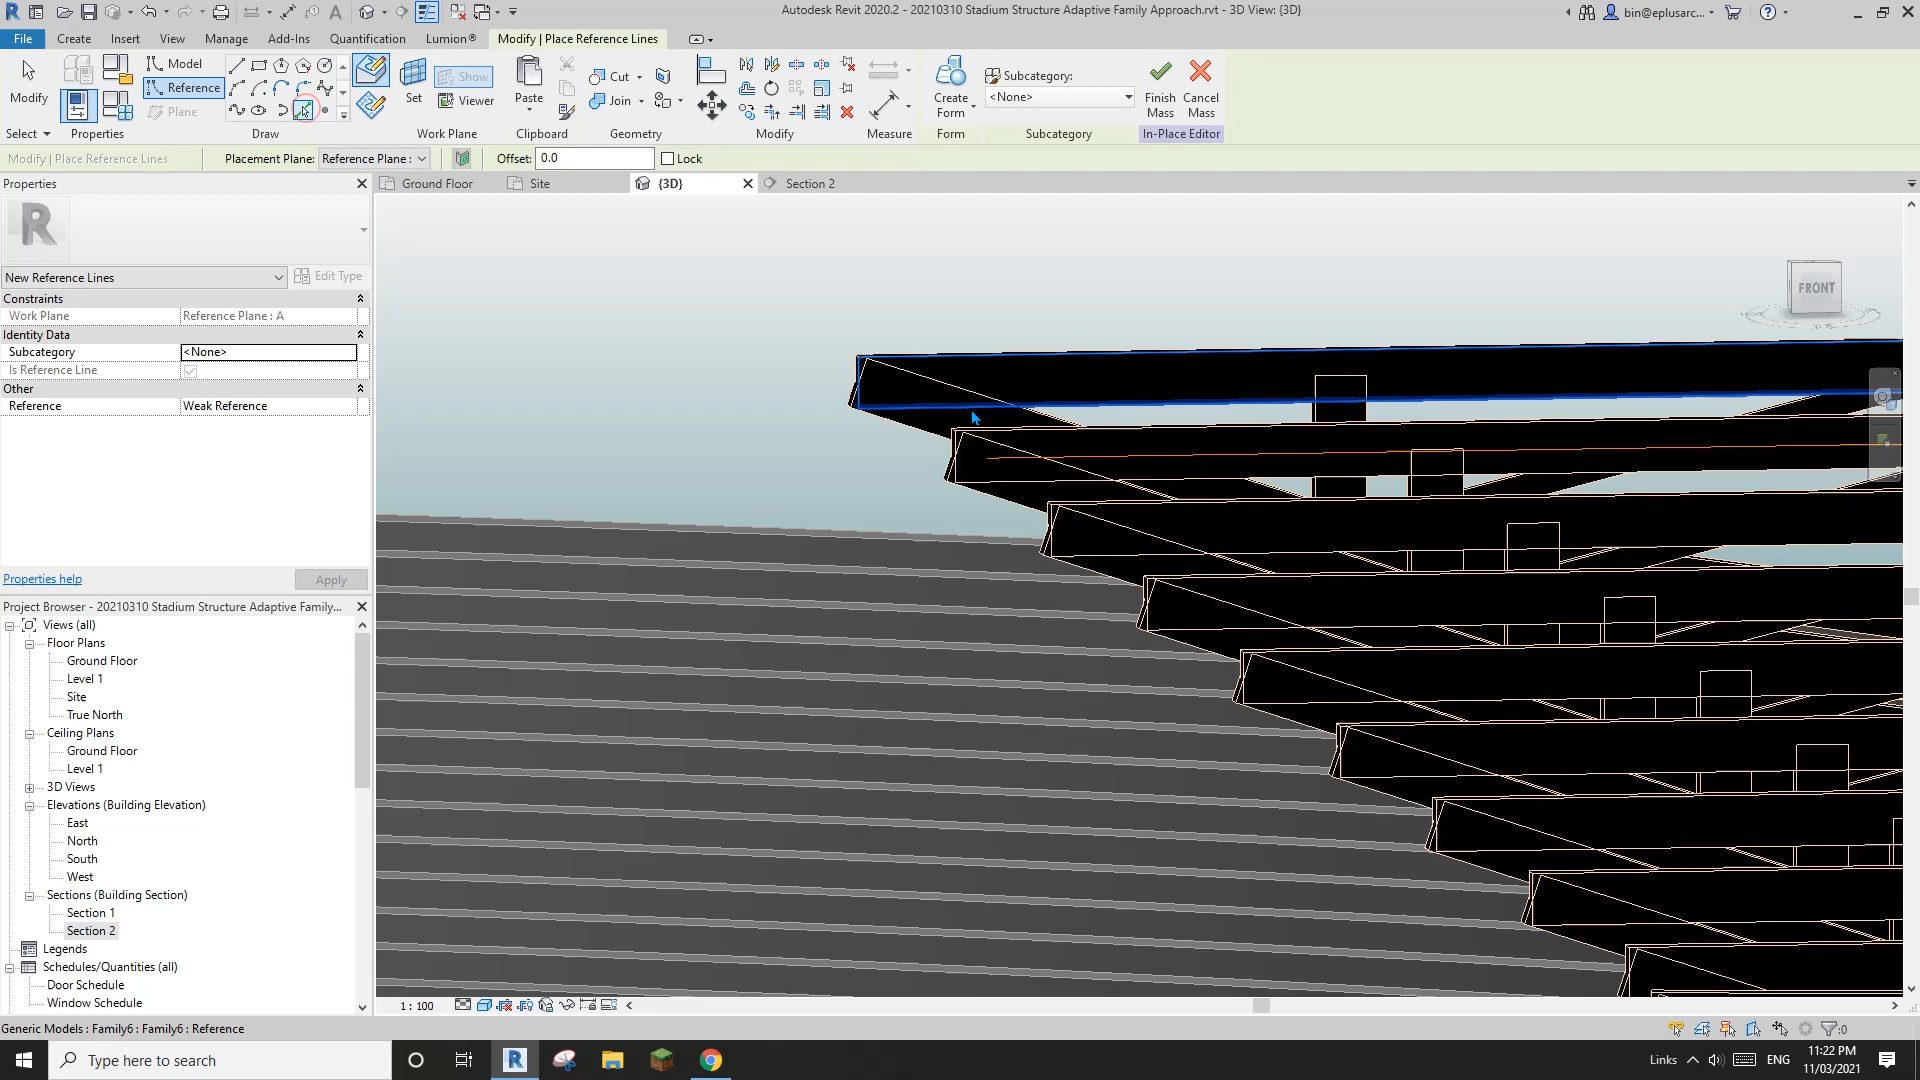 Autodesk Revit 2020.2 - 20210310 Stadium Structure Adaptive Family Approach.rvt - 3D View: {3D}
bin@eplusarc...
File Create Insert View Manage Add-Ins Quantification Lumion® Modify | Place Reference Lines
Modify
Select
Properties
Model
Reference
Plane
Draw
Set
Show
Viewer
Work Plane
Paste
Clipboard
Cut
Join
Geometry
Modify
Measure
Create
Form
Form
Subcategory:
<None>
Subcategory
Finish
Mass
Cancel
Mass
In-Place Editor
Modify | Place Reference Lines
Placement Plane: Reference Plane :
Offset: 0.0
Lock
Properties
Ground Floor
Site
{3D}
Section 2
New Reference Lines
Edit Type
Constraints
Work Plane Reference Plane : A
Identity Data
Subcategory <None>
Is Reference Line
Other
Reference Weak Reference
Properties help
Apply
FRONT
Project Browser - 20210310 Stadium Structure Adaptive Family...
Views (all)
Floor Plans
Ground Floor
Level 1
Site
True North
Ceiling Plans
Ground Floor
Level 1
3D Views
Elevations (Building Elevation)
East
North
South
West
Sections (Building Section)
Section 1
Section 2
Legends
Schedules/Quantities (all)
Door Schedule
Window Schedule
1 : 100
Generic Models : Family6 : Family6 : Reference
:0
Type here to search
Links
ENG
11:22 PM
11/03/2021